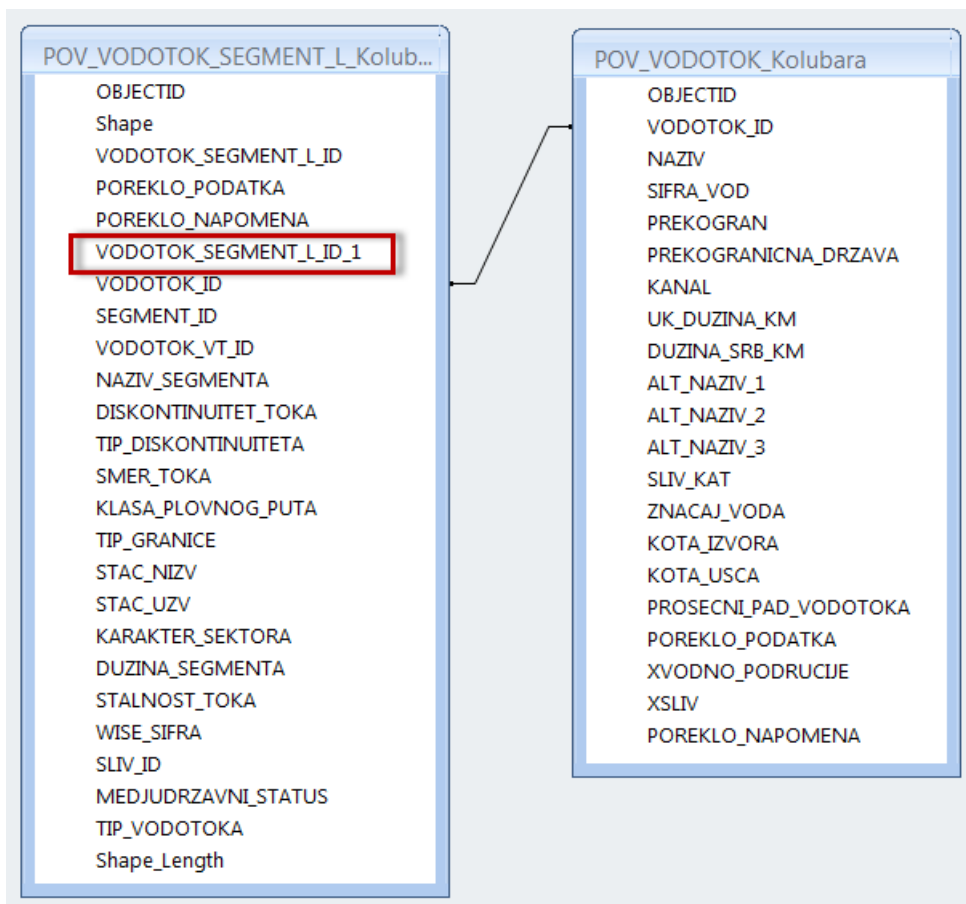 POV_VODOTOK_SEGMENT_L_Kolub...
OBJECTID
Shape
VODOTOK_SEGMENT_L_ID
POREKLO_PODATKA
POREKLO_NAPOMENA
VODOTOK_SEGMENT_L_ID_1
VODOTOK_ID
SEGMENT_ID
VODOTOK_VT_ID
NAZIV_SEGMENTA
DISKONTINUITET_TOKA
TIP_DISKONTINUITETA
SMER_TOKA
KLASA_PLOVNOG_PUTA
TIP_GRANICE
STAC_NIZV
STAC_UZV
KARAKTER_SEKTORA
DUZINA_SEGMENTA
STALNOST_TOKA
WISE_SIFRA
SLIV_ID
MEDJUDRZAVNI_STATUS
TIP_VODOTOKA
Shape_Length
POV_VODOTOK_Kolubara
OBJECTID
VODOTOK_ID
NAZIV
SIFRA_VOD
PREKOGRAN
PREKOGRANICNA_DRZAVA
KANAL
UK_DUZINA_KM
DUZINA_SRB_KM
ALT_NAZIV_1
ALT_NAZIV_2
ALT_NAZIV_3
SLIV_KAT
ZNACAJ_VODA
KOTA_IZVORA
KOTA_USCA
PROSECNI_PAD_VODOTOKA
POREKLO_PODATKA
XVODNO_PODRUCIJE
XSLIV
POREKLO_NAPOMENA